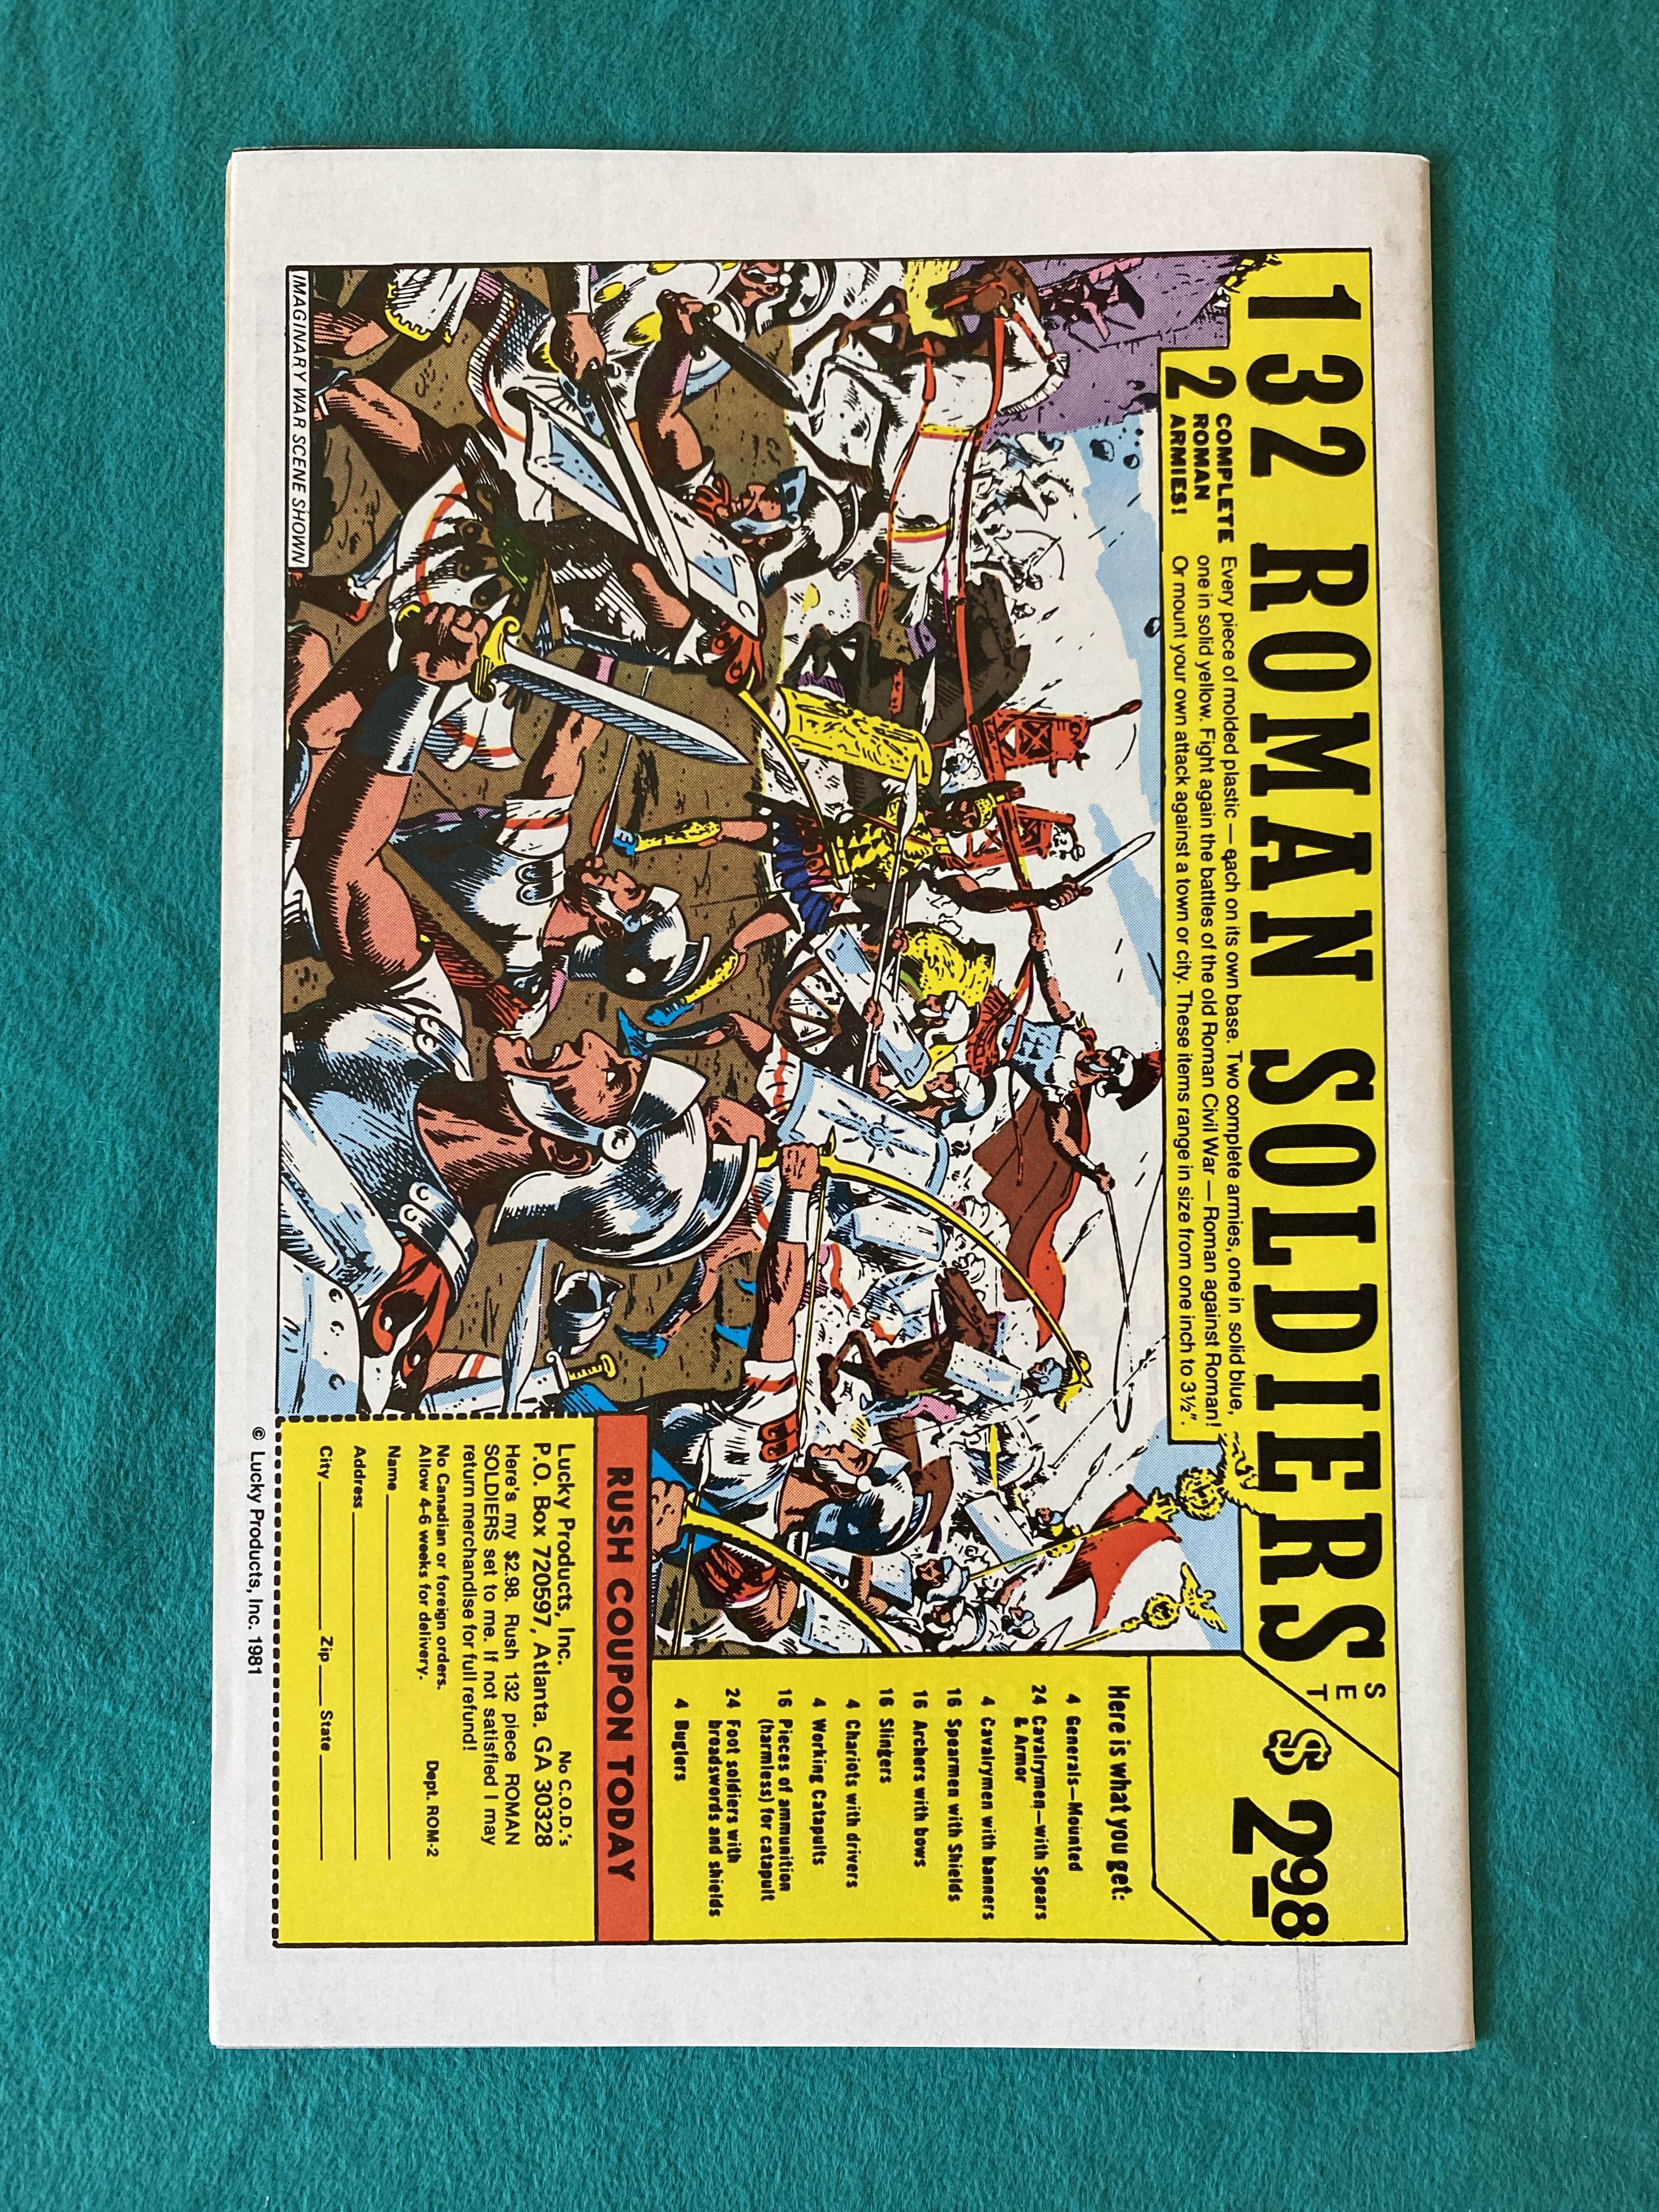 132 ROMAN SOLDIERS
SET
$2.98
2 COMPLETE
ROMAN
ARMIES!
Every piece of molded plastic — each on its own base. Two complete armies, one in solid blue,
one in solid yellow. Fight again the battles of the old Roman Civil War — Roman against Roman!
Or mount your own attack against a town or city. These items range in size from one inch to 3½".
Here is what you get:
4 Generals—Mounted
24 Cavalrymen—with Spears
& Armor
4 Cavalrymen with banners
16 Spearmen with Shields
16 Archers with bows
16 Slingers
4 Chariots with drivers
4 Working Catapults
16 Pieces of ammunition
(harmless) for catapult
24 Foot soldiers with
broadswords and shields
4 Buglers
RUSH COUPON TODAY
Lucky Products, Inc. No C.O.D.'s
P.O. Box 720597, Atlanta. GA 30328
Here's my $2.98. Rush 132 piece ROMAN
SOLDIERS set to me. If not satisfied I may
return merchandise for full refund!
No Canadian or foreign orders.
Allow 4-6 weeks for delivery. Dept. ROM-2
Name
Address
City Zip State
IMAGINARY WAR SCENE SHOWN
© Lucky Products, Inc. 1981